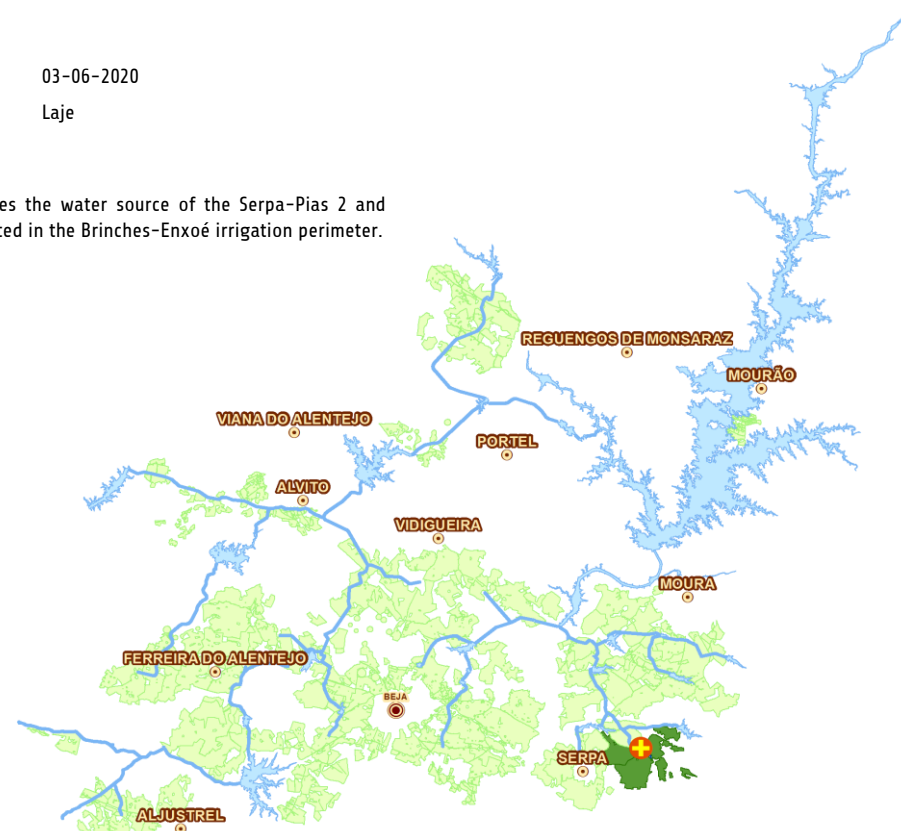 03-06-2020
Laje
es the water source of the Serpa-Pias 2 and
ted in the Brinches-Enxoé irrigation perimeter.
REGUENGOS DE MONSARAZ
MOURÃO
VIANA DO ALENTEJO
PORTEL
ALVITO
VIDIGUEIRA
MOURA
FERREIRA DO ALENTEJO
BEJA
SERPA
ALJUSTREL